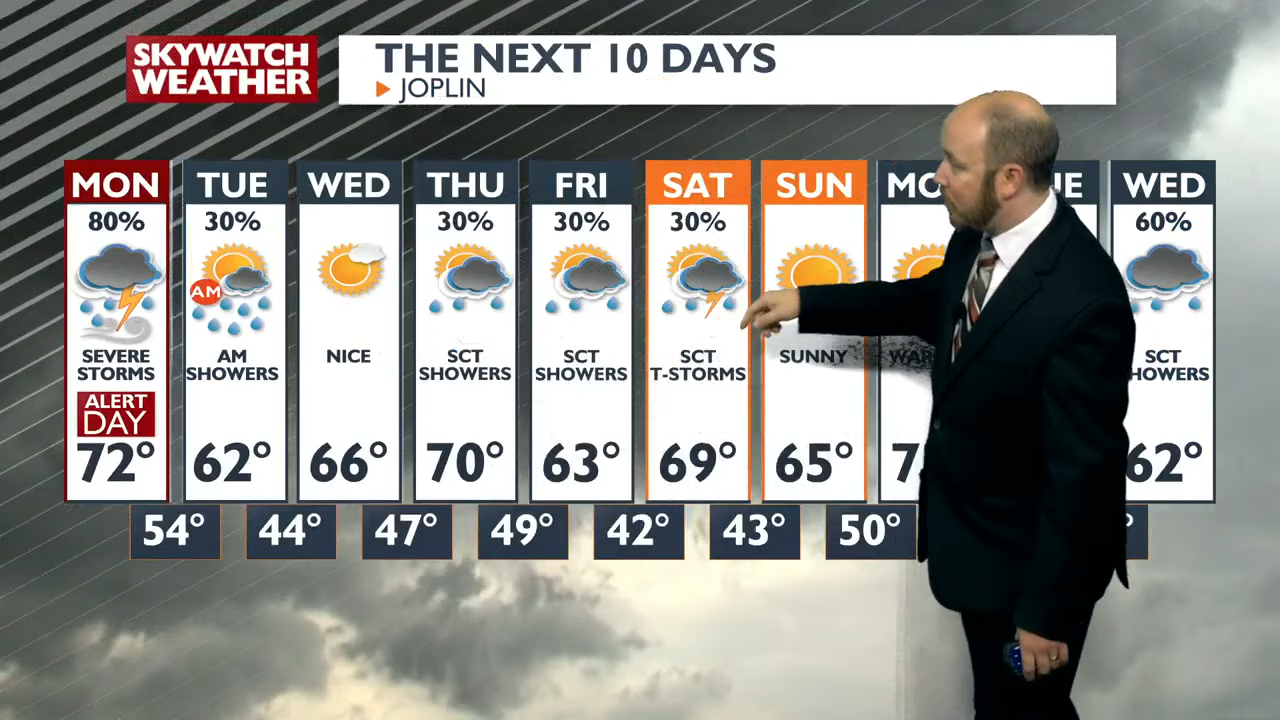 SKYWATCH
WEATHER
THE NEXT 10 DAYS
JOPLIN
MON
80%
SEVERE
STORMS
ALERT
DAY
72°
TUE
30%
AM
AM
SHOWERS
62°
WED
NICE
66°
THU
30%
SCT
SHOWERS
70°
FRI
30%
SCT
SHOWERS
63°
SAT
30%
SCT
T-STORMS
69°
SUN
SUNNY
65°
WED
60%
SCT
HOWERS
62°
54° 44° 47° 49° 42° 43° 50°